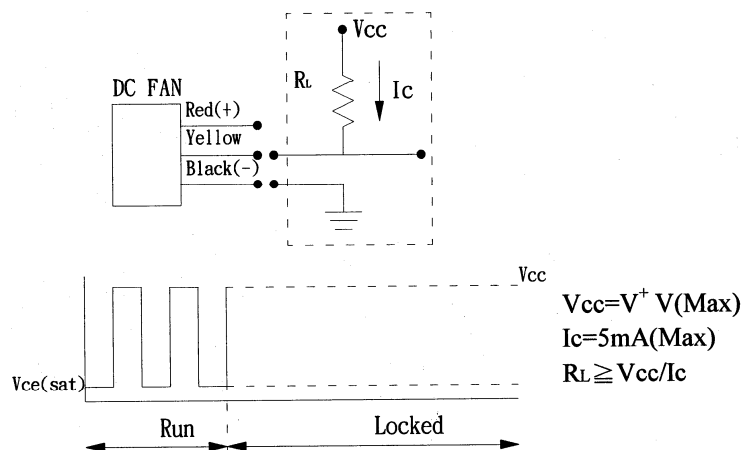 Vcc
RL
Ic
DC FAN
Red(+)
Yellow
Black(-)
Vcc
Vce(sat)
Run
Locked
Vcc=V⁺ V(Max)
Ic=5mA(Max)
RL≧Vcc/Ic